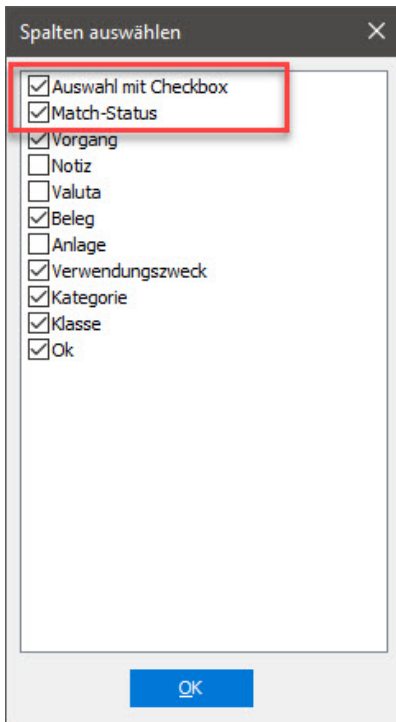 Spalten auswählen
Auswahl mit Checkbox
Match-Status
Vorgang
Notiz
Valuta
Beleg
Anlage
Verwendungszweck
Kategorie
Klasse
Ok
OK